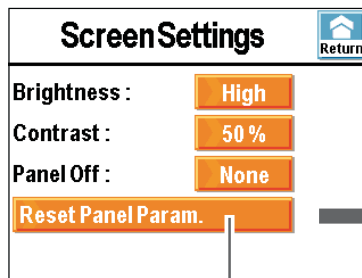 Screen Settings
Return
Brightness : High
Contrast : 50 %
Panel Off : None
Reset Panel Param.